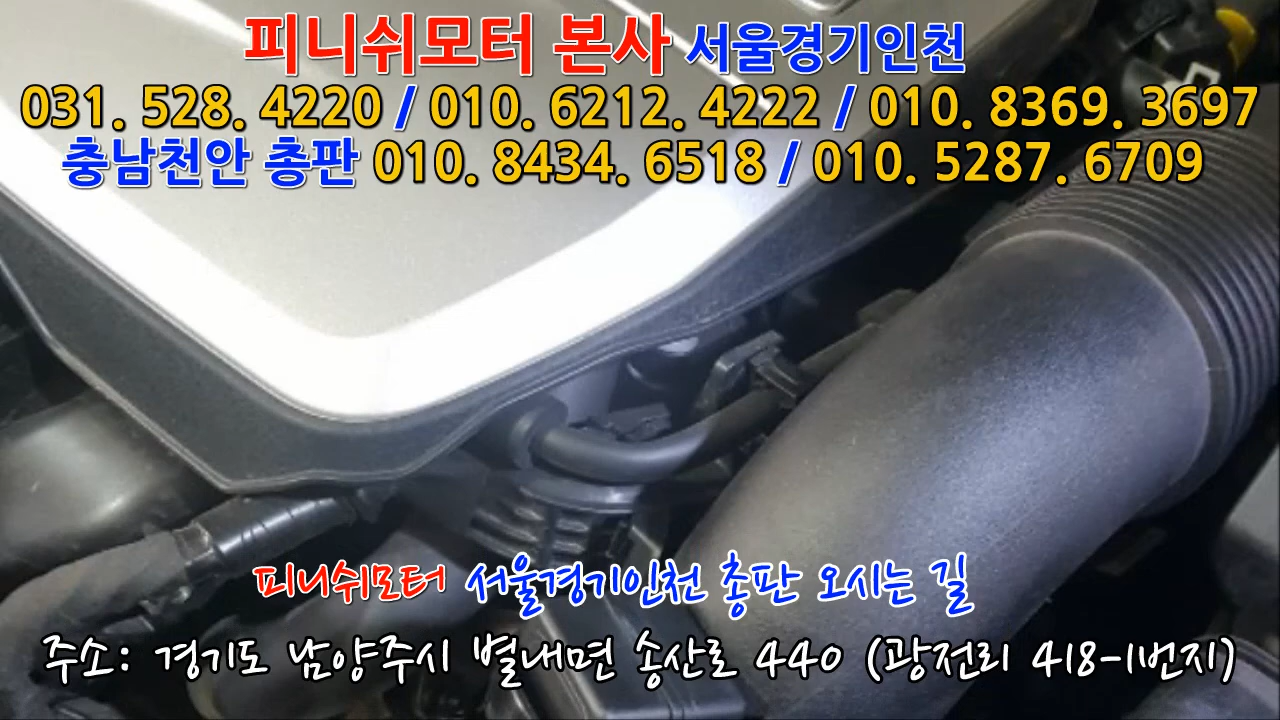 피니쉬모터 본사 서울경기인천
031. 528. 4220 / 010. 6212. 4222 / 010. 8369. 3697
충남천안 총판 010. 8434. 6518 / 010. 5287. 6709
피니쉬모터 서울경기인천 총판 오시는 길
주소: 경기도 남양주시 별내면 송산로 440 (광전리 418-1번지)